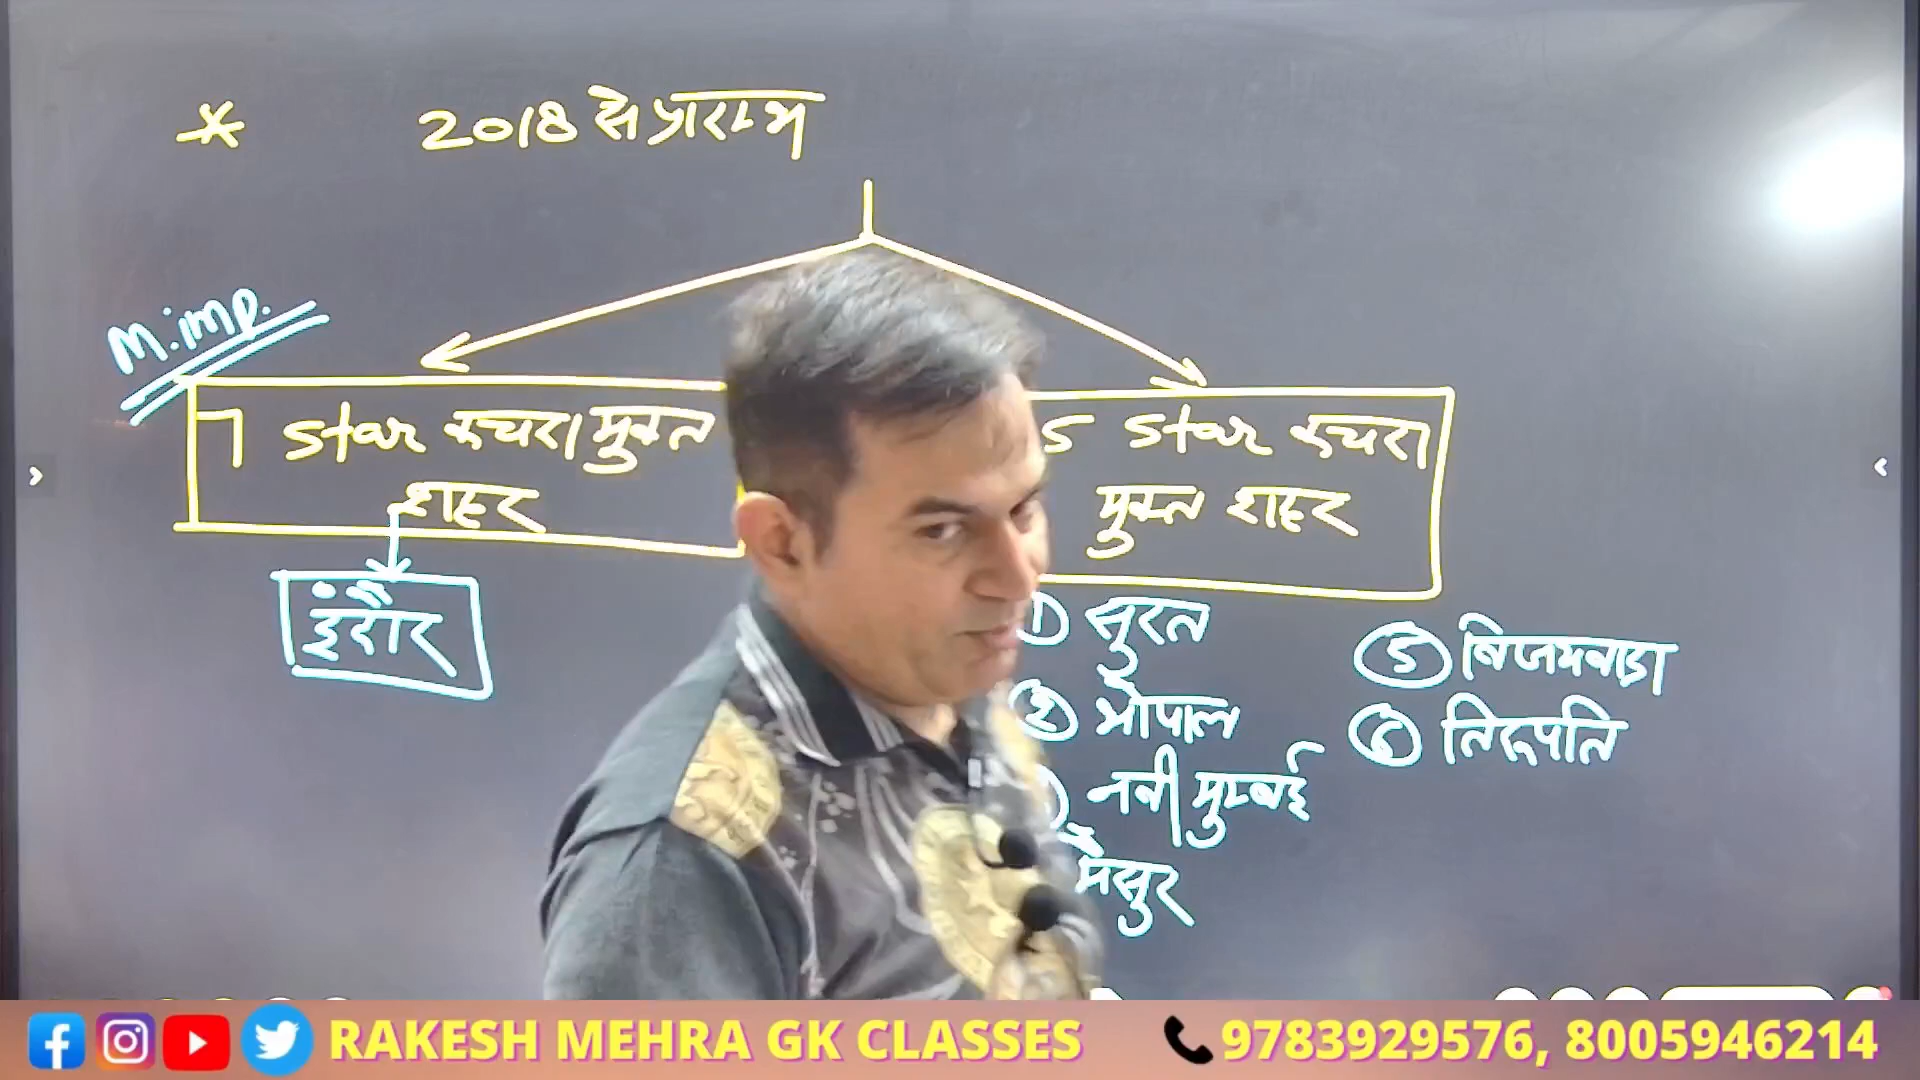 * 2018 से प्रारम्भ
M. imp.
7 Star कचरा मुक्त
शहर
5 Star कचरा
मुक्त शहर
इंदौर
① सुरत
② भोपाल
नवी मुम्बई
मैसुर
⑤ विजयवाडा
⑥ तिरूपति
RAKESH MEHRA GK CLASSES
9783929576, 8005946214